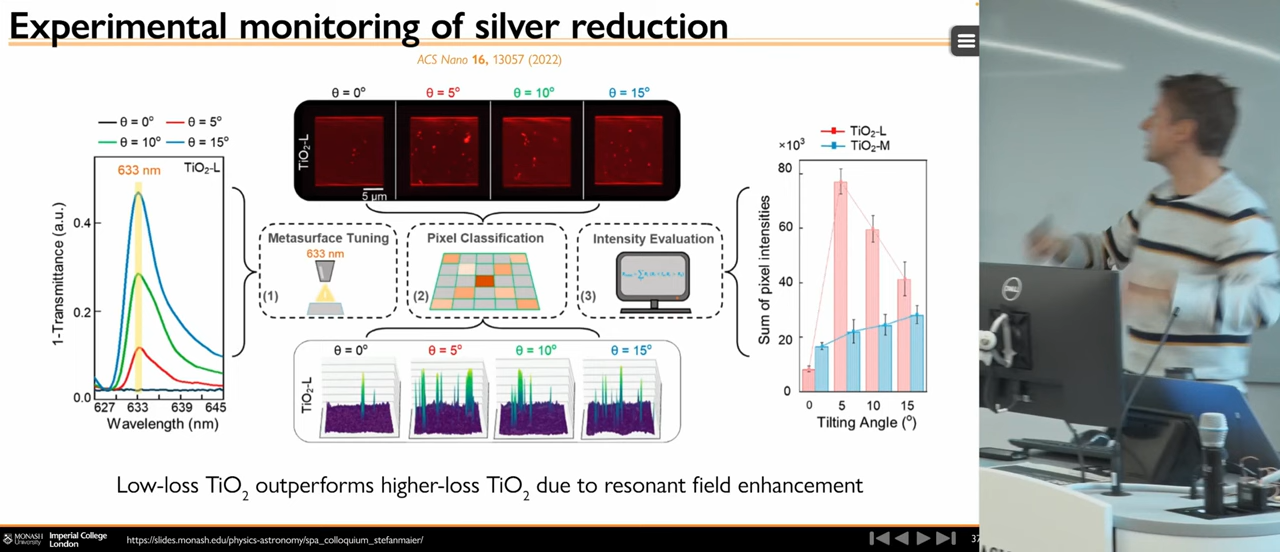 Experimental monitoring of silver reduction
ACS Nano 16, 13057 (2022)
θ = 0° θ = 5°
θ = 10° θ = 15°
633 nm
TiO₂-L
1-Transmittance (a.u.)
0.4
0.2
0.0
627 633 639 645
Wavelength (nm)
θ = 0° θ = 5° θ = 10° θ = 15°
TiO₂-L
5 μm
Metasurface Tuning
633 nm
(1)
Pixel Classification
(2)
Intensity Evaluation
(3)
θ = 0° θ = 5° θ = 10° θ = 15°
TiO₂-L
TiO₂-L
TiO₂-M
×10³
Sum of pixel intensities
80
60
40
20
0
0 5 10 15
Tilting Angle (°)
Low-loss TiO₂ outperforms higher-loss TiO₂ due to resonant field enhancement
MONASH University
Imperial College London
https://slides.monash.edu/physics-astronomy/spa_colloquium_stefanmaier/
DELL